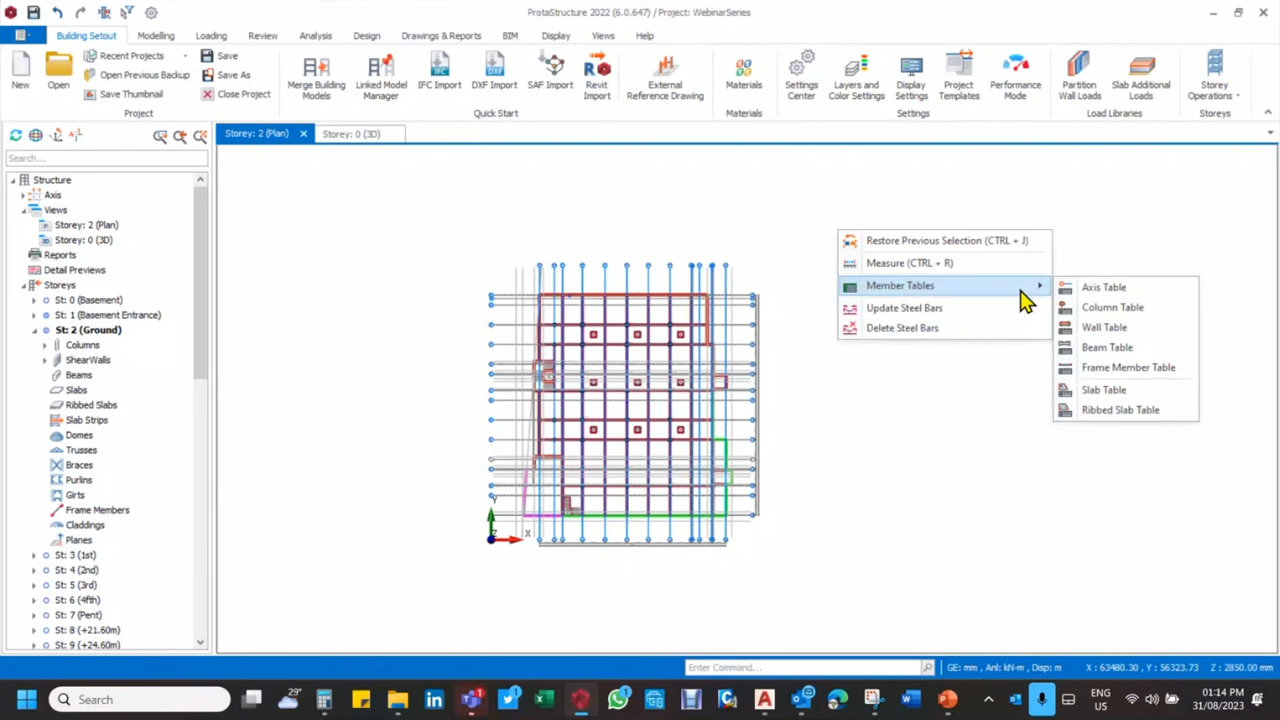 ProtaStructure 2022 (6.0.647) / Project: WebinarSeries
Building Setout Modelling Loading Review Analysis Design Drawings & Reports BIM Display Views Help
New
Open
Recent Projects
Open Previous Backup
Save Thumbnail
Save
Save As
Close Project
Project
Merge Building Models
Linked Model Manager
IFC Import
DXF Import
SAF Import
Revit Import
External Reference Drawing
Quick Start
Materials
Materials
Settings Center
Layers and Color Settings
Display Settings
Project Templates
Performance Mode
Settings
Partition Wall Loads
Slab Additional Loads
Load Libraries
Storey Operations
Storeys
Storey: 2 (Plan)
Storey: 0 (3D)
Search...
Structure
Axis
Views
Storey: 2 (Plan)
Storey: 0 (3D)
Reports
Detail Previews
Storeys
St: 0 (Basement)
St: 1 (Basement Entrance)
St: 2 (Ground)
Columns
ShearWalls
Beams
Slabs
Ribbed Slabs
Slab Strips
Domes
Trusses
Braces
Purlins
Girts
Frame Members
Claddings
Planes
St: 3 (1st)
St: 4 (2nd)
St: 5 (3rd)
St: 6 (4fth)
St: 7 (Pent)
St: 8 (+21.60m)
St: 9 (+24.60m)
Y
Z
X
Restore Previous Selection (CTRL + J)
Measure (CTRL + R)
Member Tables
Update Steel Bars
Delete Steel Bars
Axis Table
Column Table
Wall Table
Beam Table
Frame Member Table
Slab Table
Ribbed Slab Table
Enter Command...
GE: mm, Anl: kN-m, Disp: m
X : 63480.30 , Y : 56323.73
Z : 2850.00 mm
Search
29°
ENG
US
01:14 PM
31/08/2023